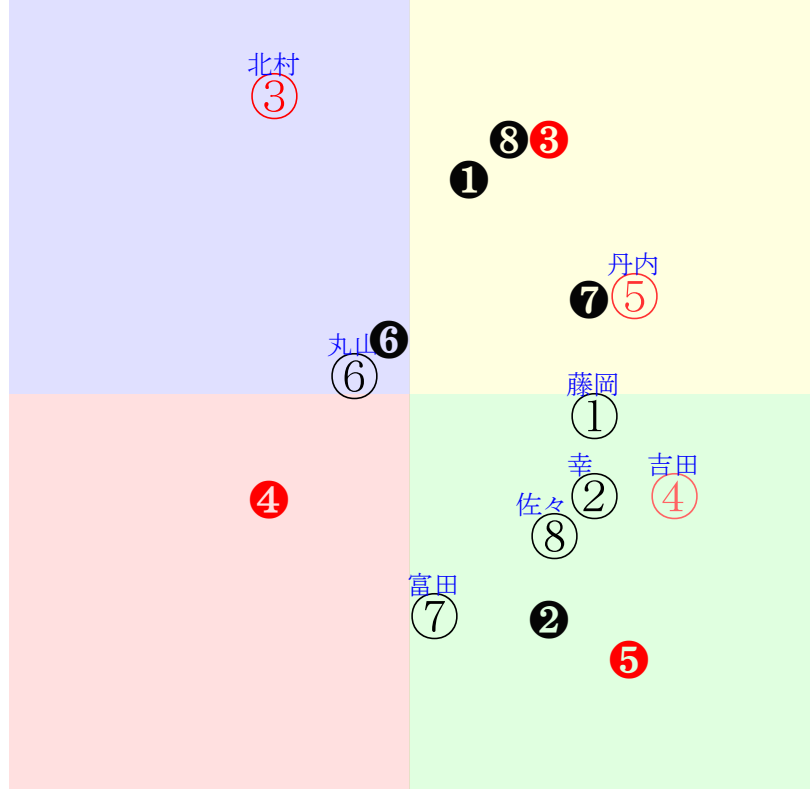 北村
③
❽❸
❶
丹内
❼⑤
丸山❻
⑥
藤岡
①
幸 吉田
❹ ② ④
佐々
⑧
富田
⑦ ❷
❺